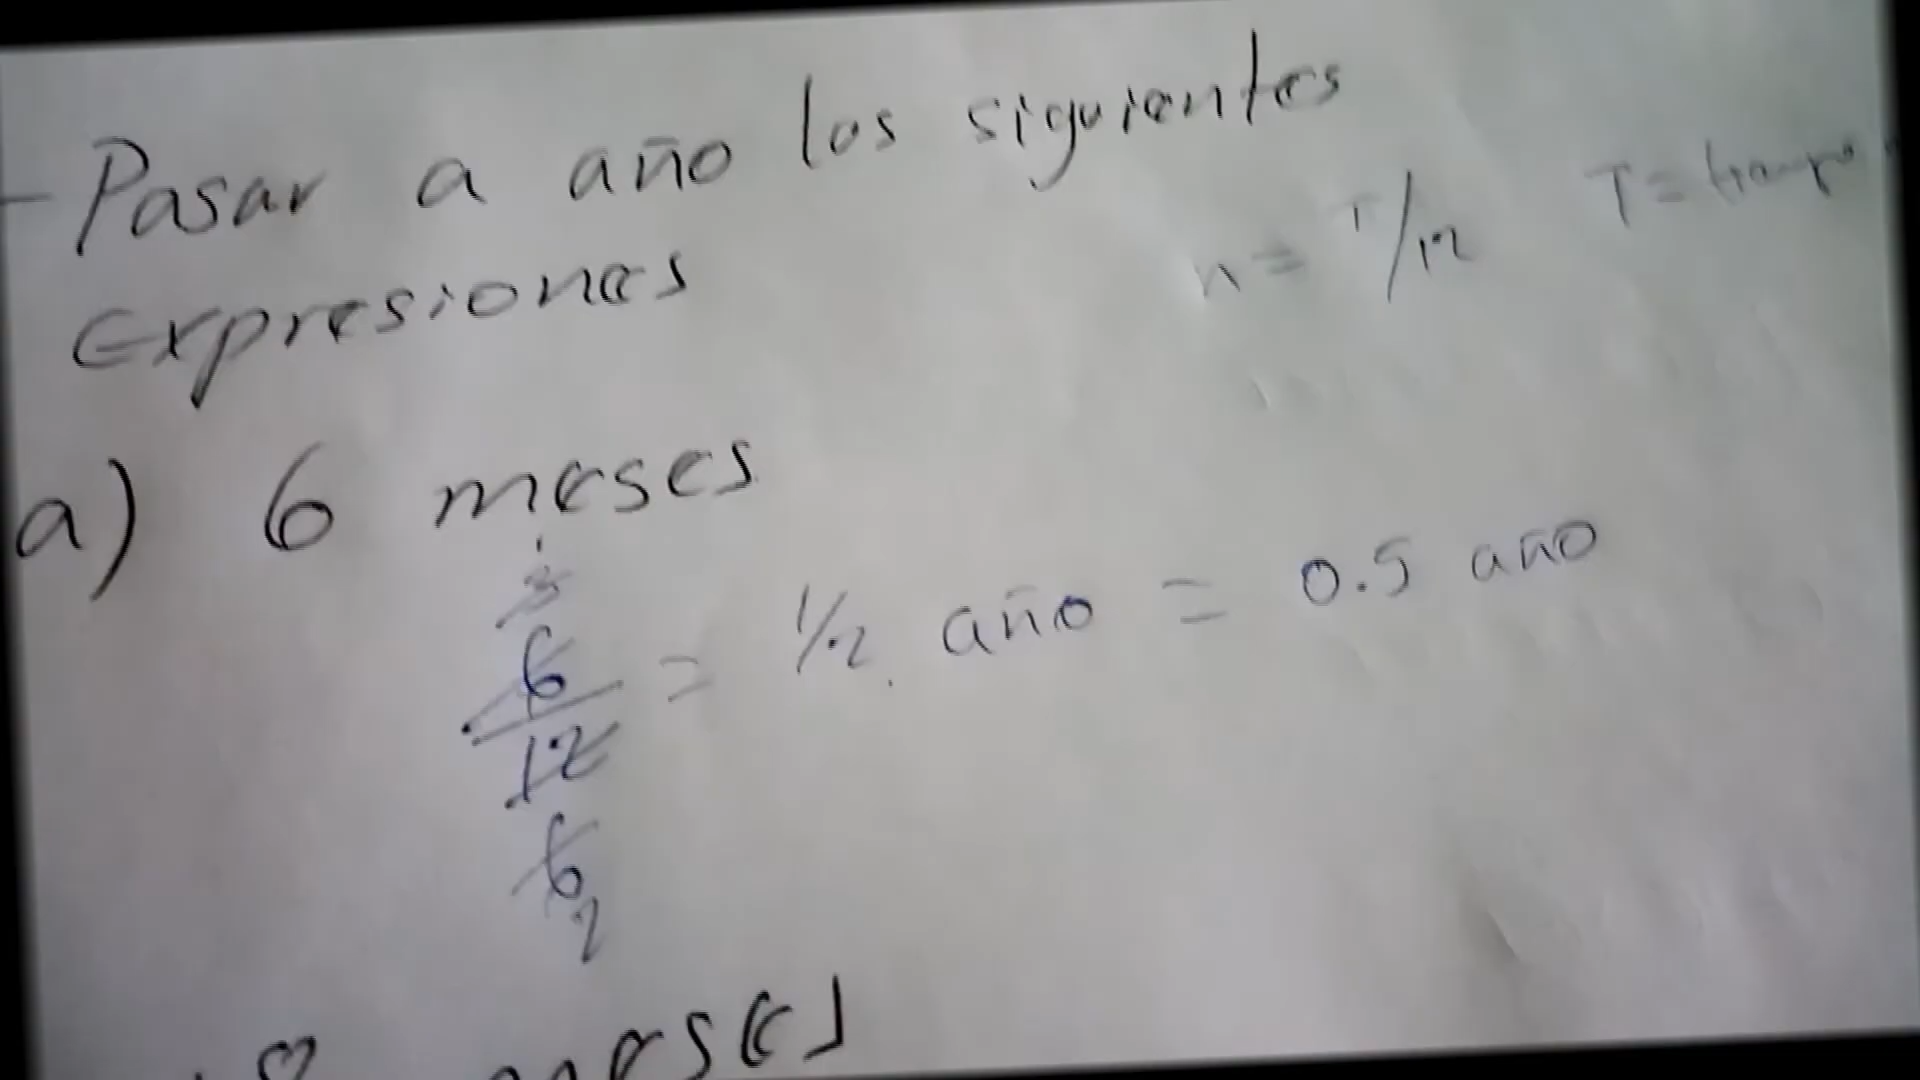 - Pasar a año los siguientes
expresiones
n = T/12 T = tiempo
a) 6 meses
1
3
6/12 = 1/2 año = 0.5 año
6
2
meses